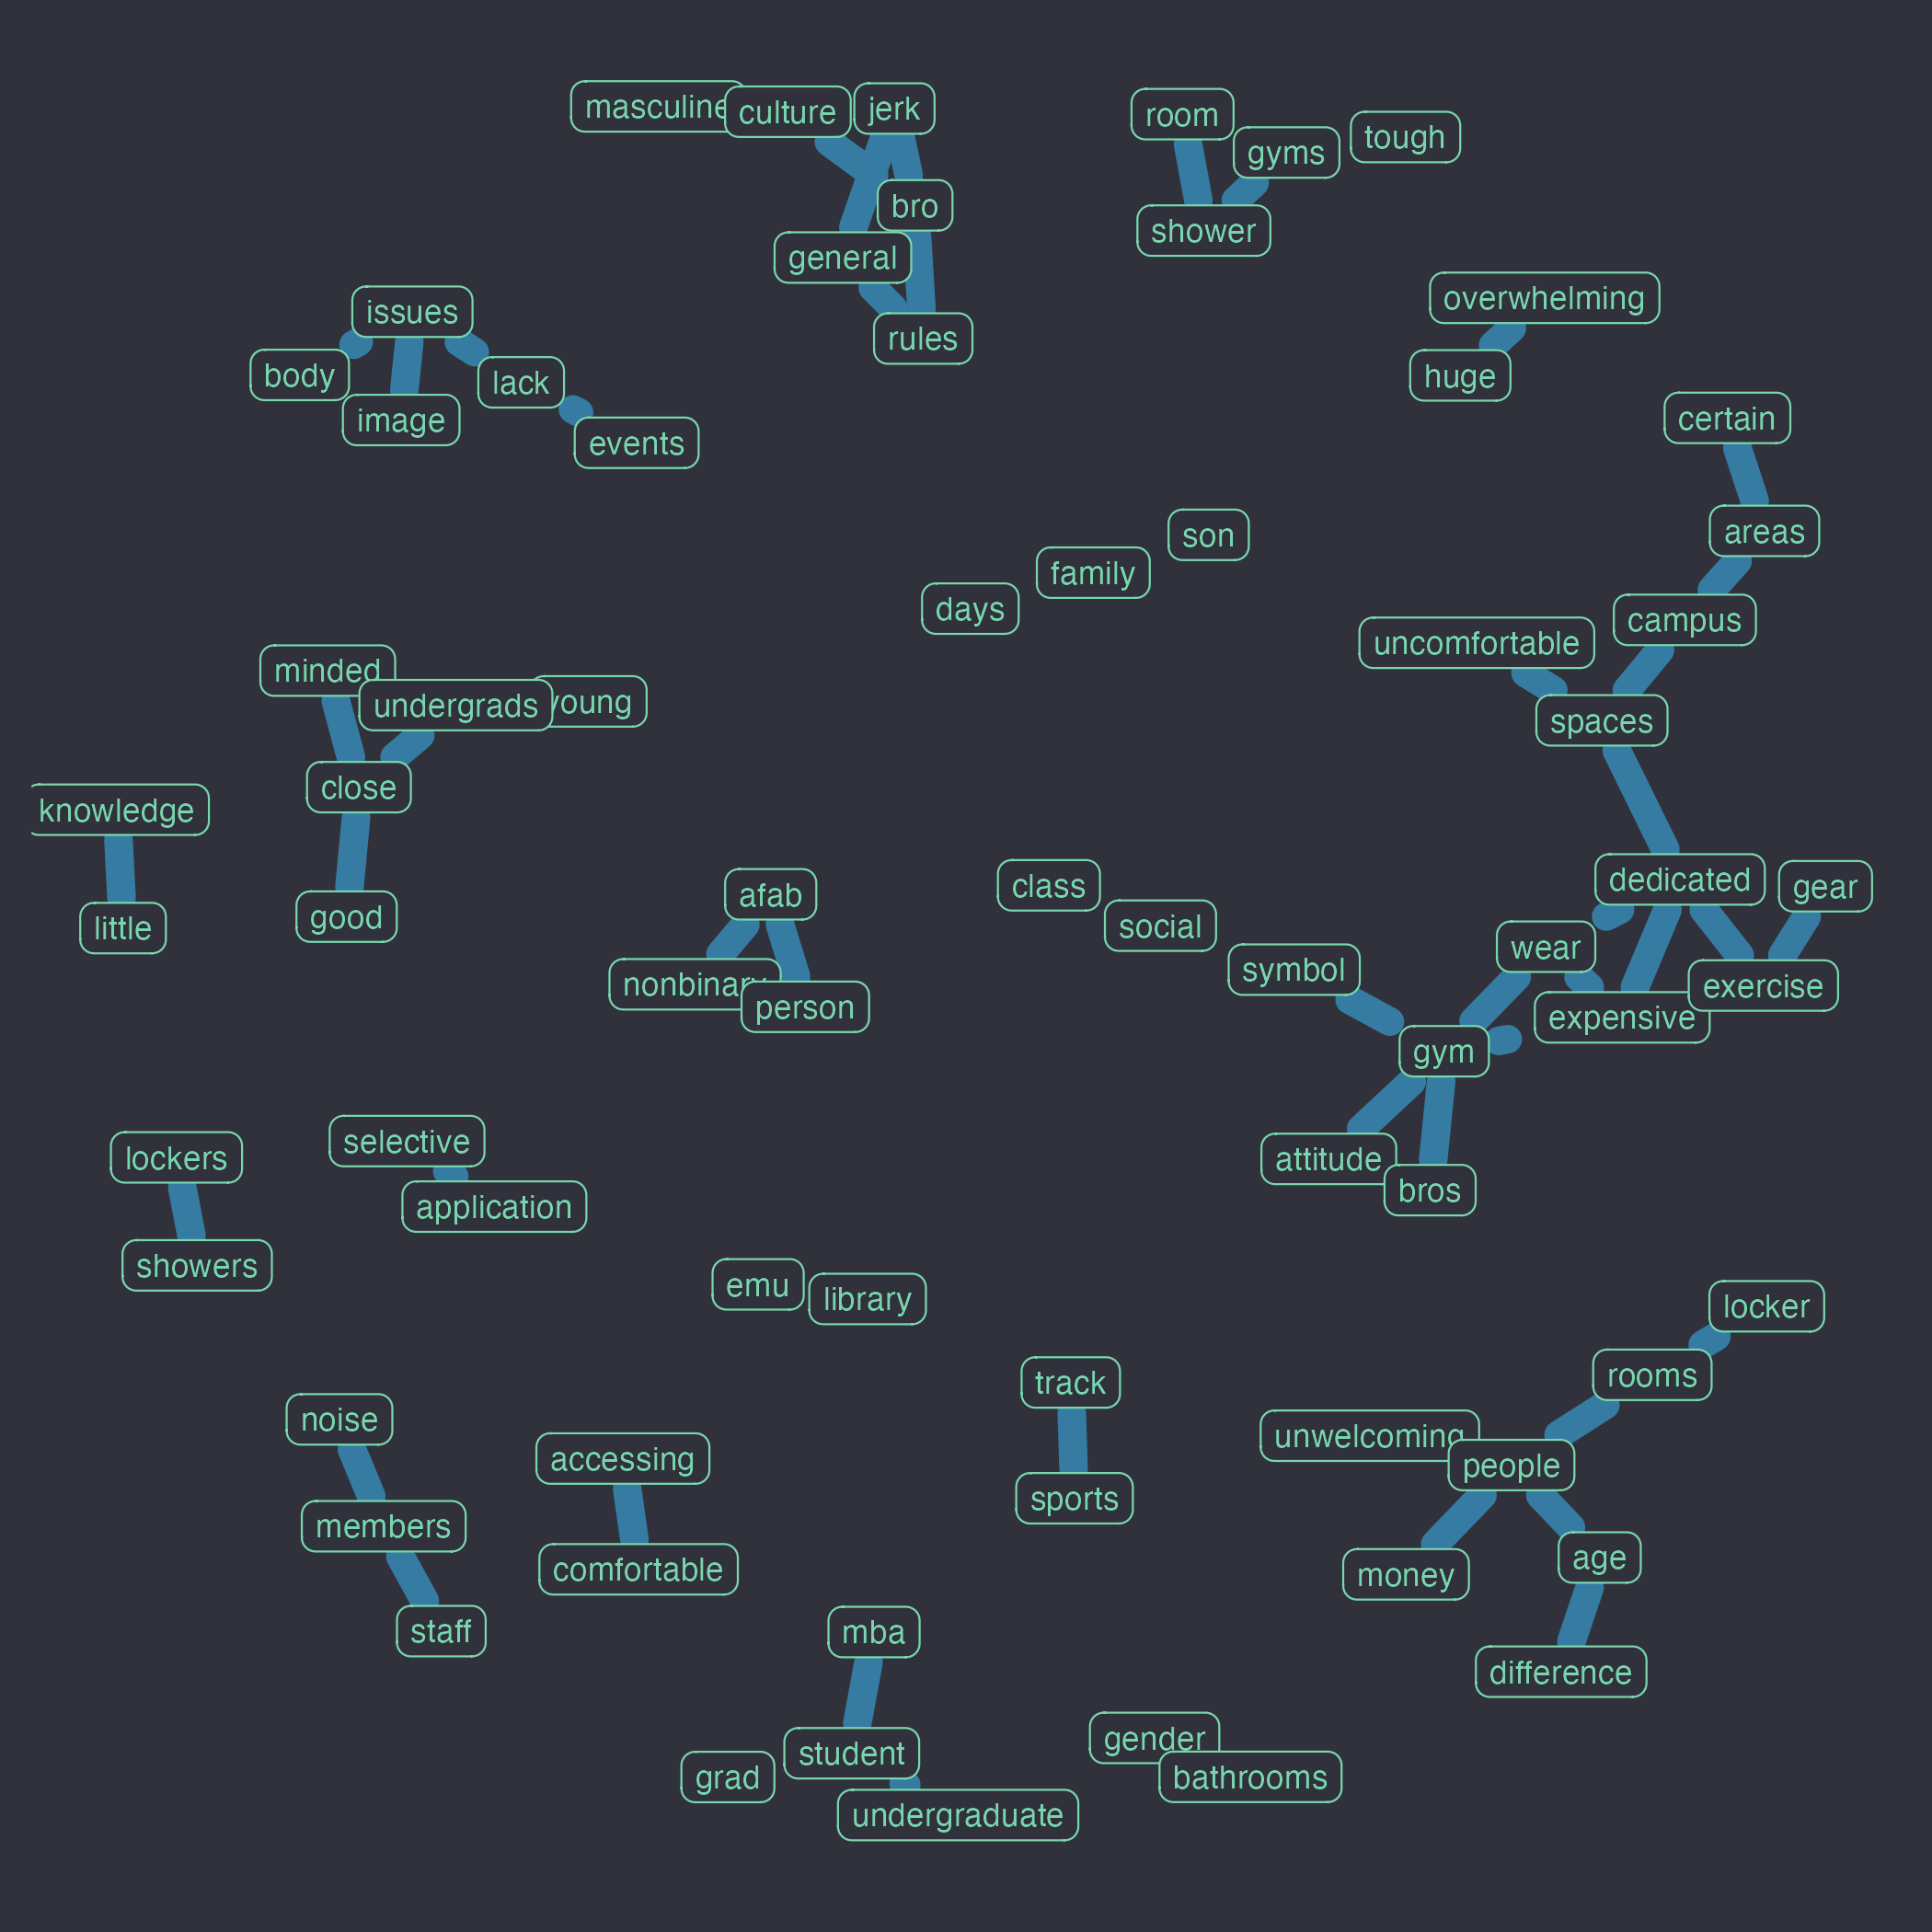 masculine
culture
jerk
room
gyms
tough
bro
shower
general
rules
issues
overwhelming
body
lack
huge
image
events
certain
son
areas
family
days
campus
uncomfortable
minded
undergrads
young
spaces
close
knowledge
little
good
afab
class
dedicated
gear
social
wear
symbol
nonbinary
person
exercise
expensive
gym
selective
lockers
attitude
bros
application
showers
emu
library
locker
track
rooms
noise
unwelcoming
accessing
people
sports
members
comfortable
age
money
mba
staff
difference
gender
student
grad
bathrooms
undergraduate